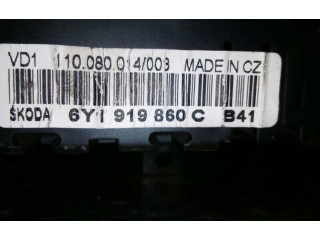 VD1 110.080.014/003 MADE IN CZ
ŠKODA 6Y1 919 860 C B41